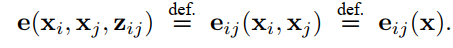 e(xᵢ, xⱼ, zᵢⱼ) def. = eᵢⱼ(xᵢ, xⱼ) def. = eᵢⱼ(x).